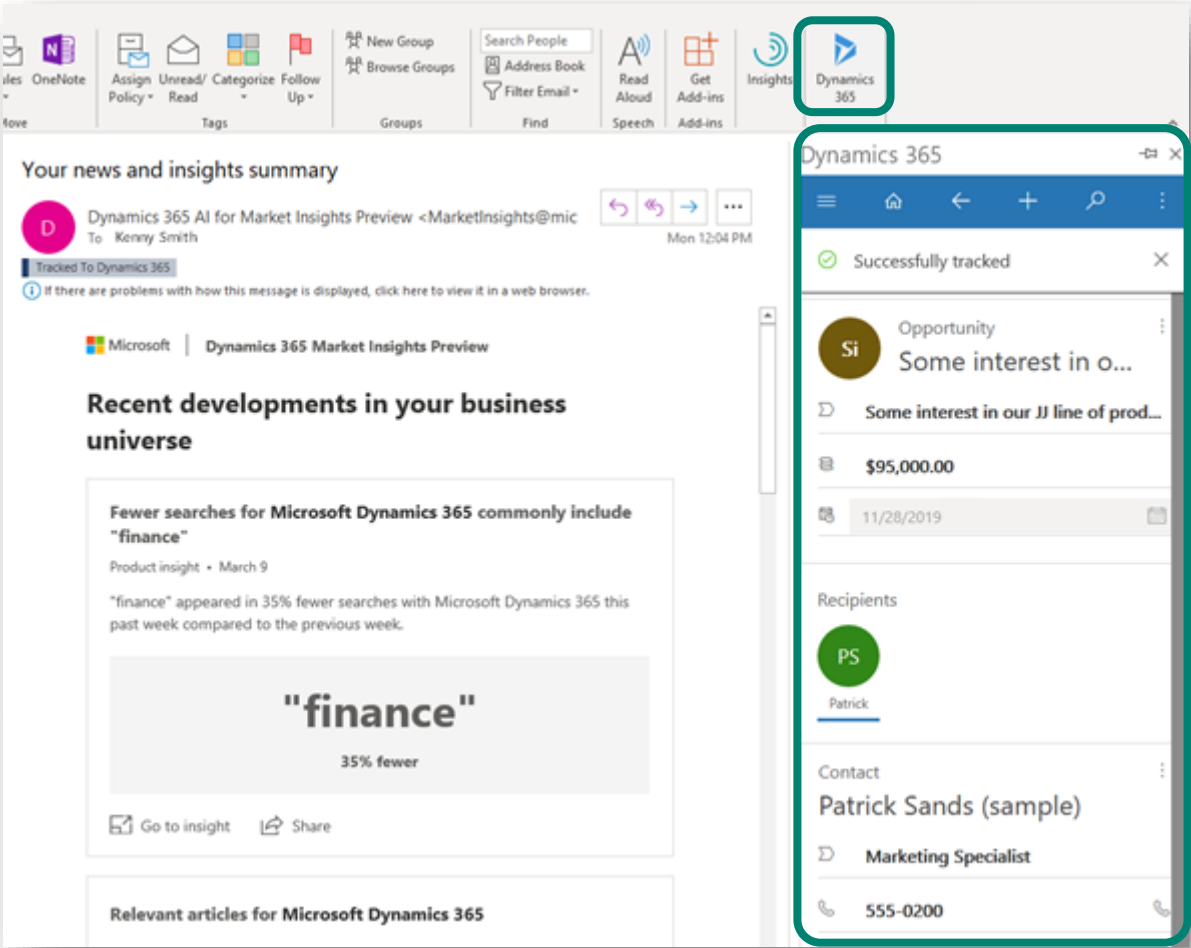 ules
OneNote
Assign
Policy
Unread/
Read
Categorize
Follow
Up
New Group
Browse Groups
Search People
Address Book
Filter Email
Read
Aloud
Get
Add-ins
Insights
Dynamics
365
Move
Tags
Groups
Find
Speech
Add-ins
Your news and insights summary
D
Dynamics 365 AI for Market Insights Preview <MarketInsights@mic
To Kenny Smith
Mon 12:04 PM
Tracked To Dynamics 365
If there are problems with how this message is displayed, click here to view it in a web browser.
Microsoft
Dynamics 365 Market Insights Preview
Recent developments in your business
universe
Fewer searches for Microsoft Dynamics 365 commonly include
"finance"
Product insight • March 9
"finance" appeared in 35% fewer searches with Microsoft Dynamics 365 this
past week compared to the previous week.
"finance"
35% fewer
Go to insight
Share
Relevant articles for Microsoft Dynamics 365
Dynamics 365
Successfully tracked
Si
Opportunity
Some interest in o...
Some interest in our JJ line of prod...
$95,000.00
11/28/2019
Recipients
PS
Patrick
Contact
Patrick Sands (sample)
Marketing Specialist
555-0200